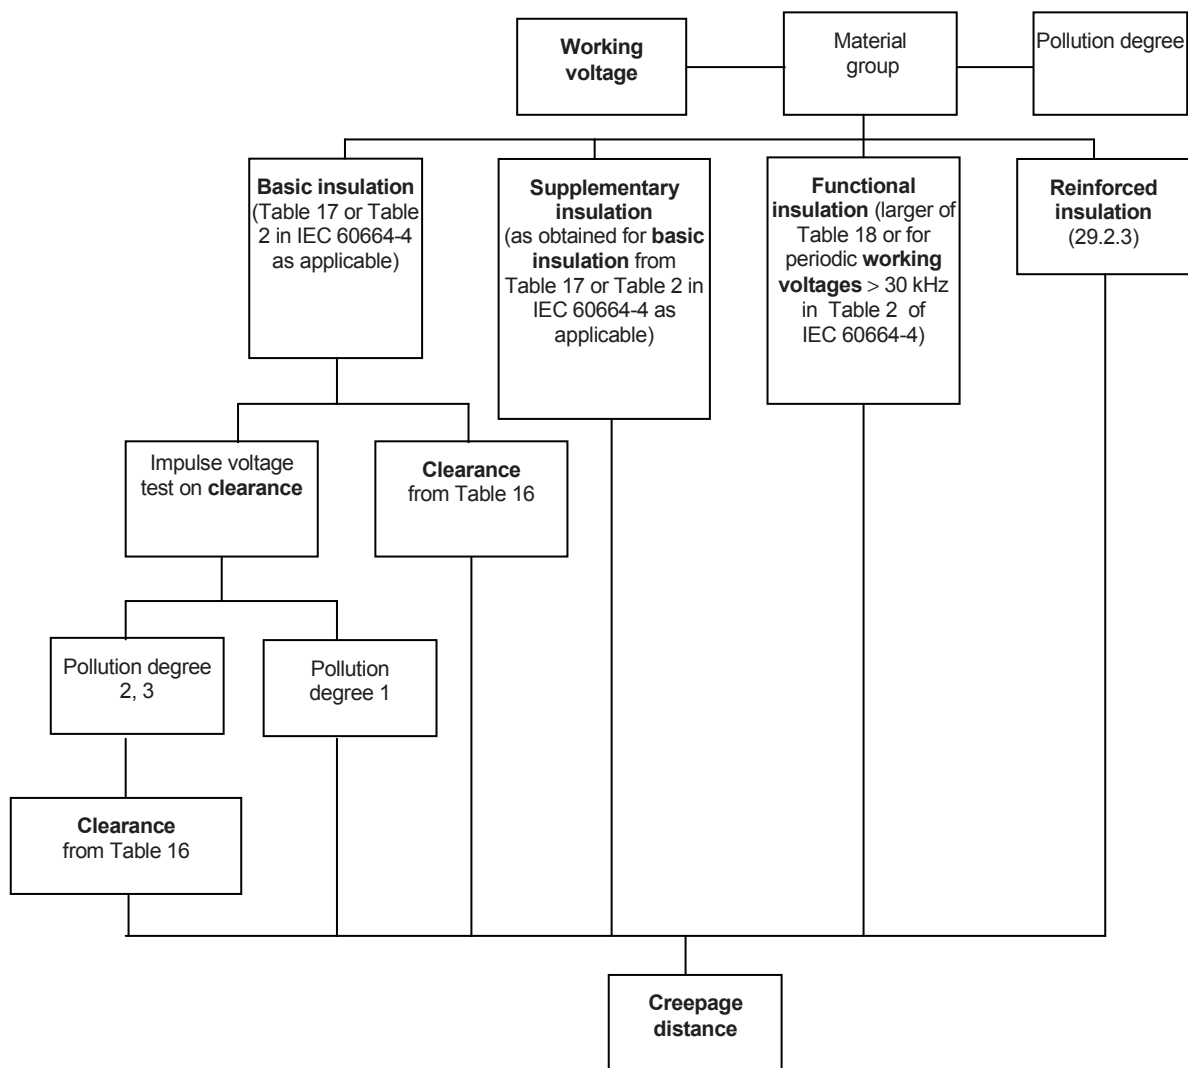 Working
voltage
Material
group
Pollution degree
Basic insulation
(Table 17 or Table
2 in IEC 60664-4
as applicable)
Supplementary
insulation
(as obtained for basic
insulation from
Table 17 or Table 2 in
IEC 60664-4 as
applicable)
Functional
insulation (larger of
Table 18 or for
periodic working
voltages > 30 kHz
in Table 2 of
IEC 60664-4)
Reinforced
insulation
(29.2.3)
Impulse voltage
test on clearance
Clearance
from Table 16
Pollution degree
2, 3
Pollution
degree 1
Clearance
from Table 16
Creepage
distance